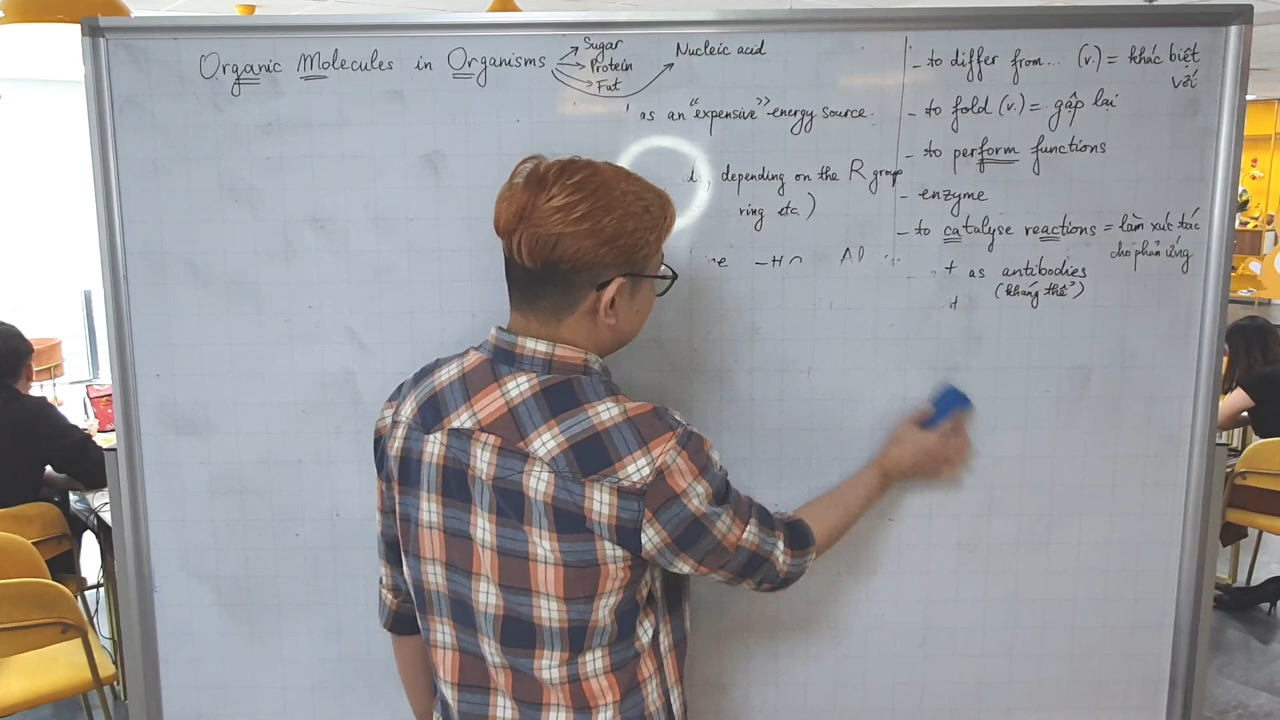 Organic Molecules in Organisms
Sugar
Protein
Fat
Nucleic acid
as an "expensive" energy source.
, depending on the R group
ring etc.)
- to differ from... (v.) = khác biệt
với
- to fold (v.) = gấp lại
- to perform functions
- enzyme
- to catalyse reactions = làm xúc tác
cho phản ứng
+ as antibodies
(kháng thể)